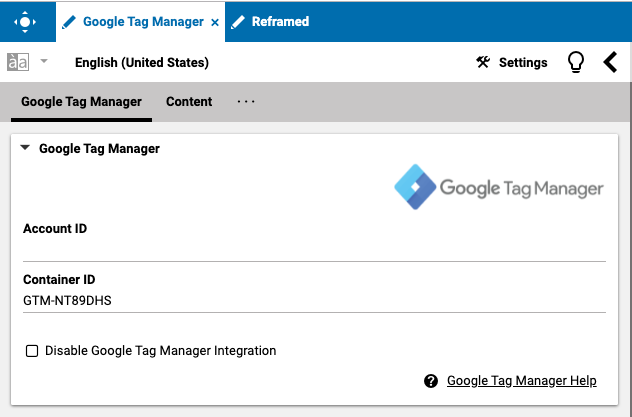 Google Tag Manager ×
Reframed
àa English (United States) Settings
Google Tag Manager Content ...
Google Tag Manager
Google Tag Manager
Account ID
Container ID
GTM-NT89DHS
Disable Google Tag Manager Integration
? Google Tag Manager Help